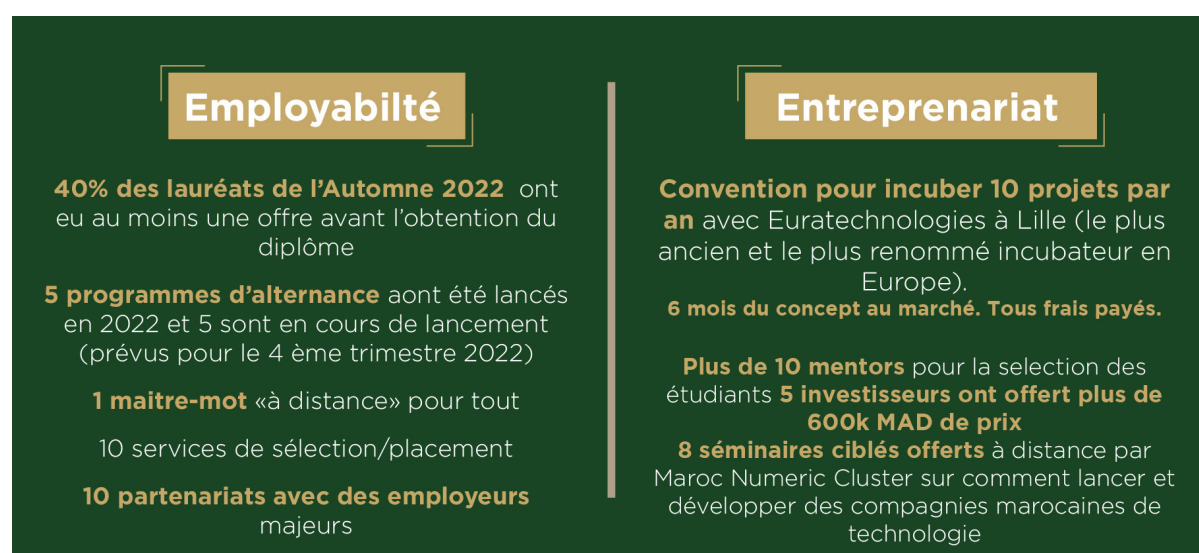 Employabilté
40% des lauréats de l’Automne 2022 ont
eu au moins une offre avant l’obtention du
diplôme
5 programmes d’alternance aont été lancés
en 2022 et 5 sont en cours de lancement
(prévus pour le 4 ème trimestre 2022)
1 maitre-mot «à distance» pour tout
10 services de sélection/placement
10 partenariats avec des employeurs
majeurs
Entreprenariat
Convention pour incuber 10 projets par
an avec Euratechnologies à Lille (le plus
ancien et le plus renommé incubateur en
Europe).
6 mois du concept au marché. Tous frais payés.
Plus de 10 mentors pour la selection des
étudiants 5 investisseurs ont offert plus de
600k MAD de prix
8 séminaires ciblés offerts à distance par
Maroc Numeric Cluster sur comment lancer et
développer des compagnies marocaines de
technologie